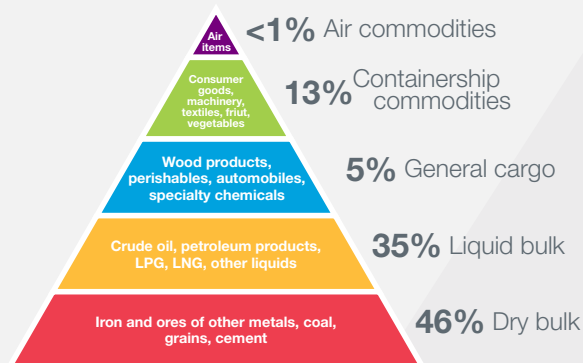 Air
items
<1% Air commodities
Consumer
goods,
machinery,
textiles, friut,
vegetables
13% Containership
commodities
Wood products,
perishables, automobiles,
specialty chemicals
5% General cargo
Crude oil, petroleum products,
LPG, LNG, other liquids
35% Liquid bulk
Iron and ores of other metals, coal,
grains, cement
46% Dry bulk